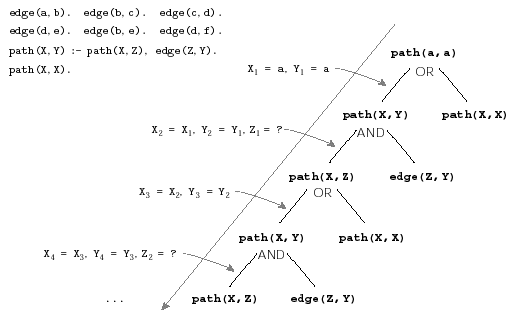 edge(a,b). edge(b,c). edge(c,d).
edge(d,e). edge(b,e). edge(d,f).
path(X,Y) :- path(X,Z), edge(Z,Y).
path(X,X).
path(a,a)
X1 = a, Y1 = a
OR
path(X,Y) path(X,X)
X2 = X1, Y2 = Y1, Z1 = ?
AND
path(X,Z) edge(Z,Y)
X3 = X2, Y3 = Y2
OR
path(X,Y) path(X,X)
X4 = X3, Y4 = Y3, Z2 = ?
AND
... path(X,Z) edge(Z,Y)